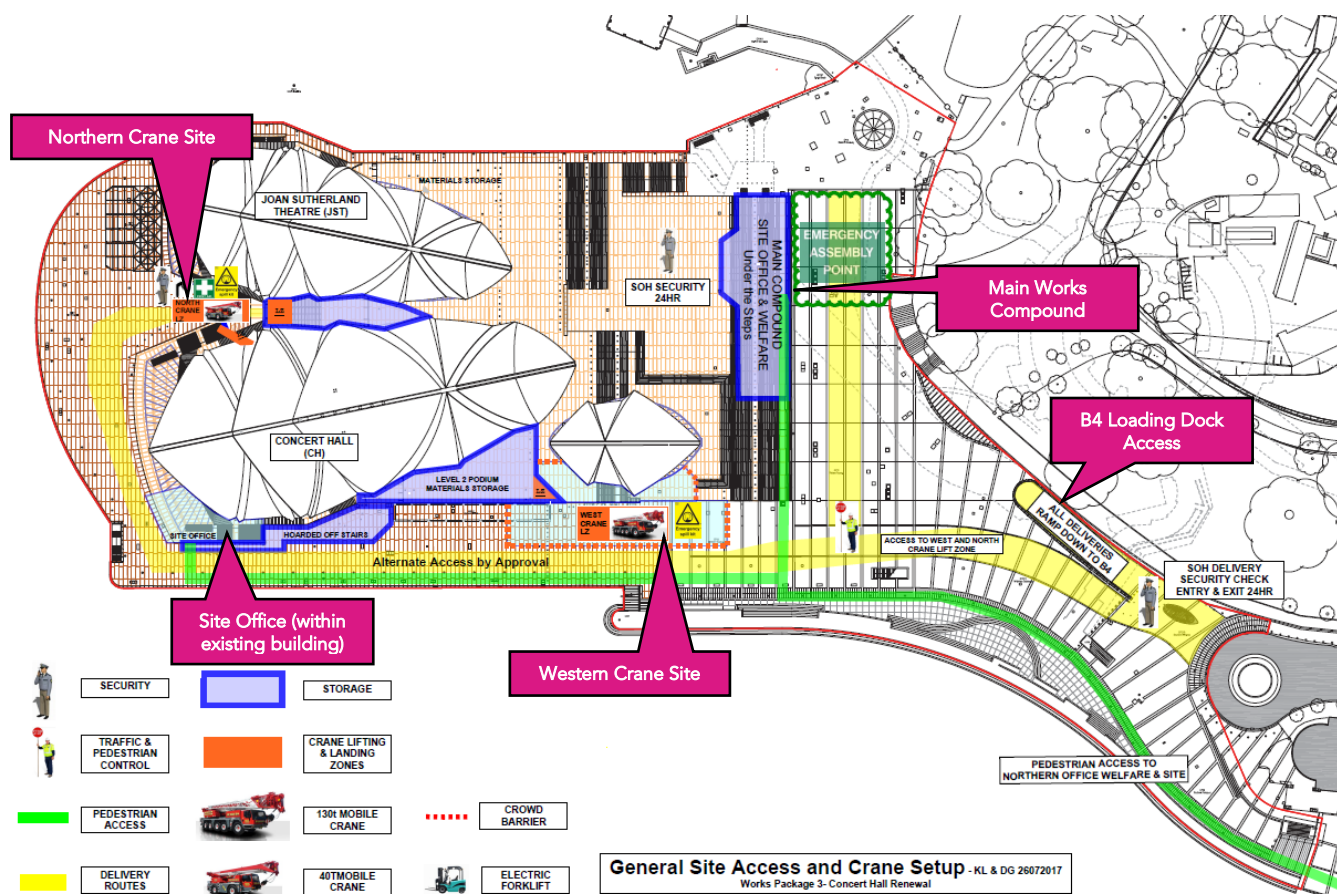 Northern Crane Site
JOAN SUTHERLAND
THEATRE (JST)
MATERIALS STORAGE
Emergency
spill kit
NORTH
CRANE
LZ
SOH SECURITY
24HR
MAIN COMPOUND
SITE OFFICE & WELFARE
Under the Steps
EMERGENCY
ASSEMBLY
POINT
Main Works
Compound
B4 Loading Dock
Access
CONCERT HALL
(CH)
LEVEL 2 PODIUM
MATERIALS STORAGE
WEST
CRANE
LZ
Emergency
spill kit
SITE OFFICE
HOARDED OFF STAIRS
Alternate Access by Approval
ACCESS TO WEST AND NORTH
CRANE LIFT ZONE
ALL DELIVERIES
RAMP DOWN TO B4
SOH DELIVERY
SECURITY CHECK
ENTRY & EXIT 24HR
Site Office (within
existing building)
Western Crane Site
PEDESTRIAN ACCESS TO
NORTHERN OFFICE WELFARE & SITE
SECURITY
STORAGE
TRAFFIC &
PEDESTRIAN
CONTROL
CRANE LIFTING
& LANDING
ZONES
PEDESTRIAN
ACCESS
130t MOBILE
CRANE
CROWD
BARRIER
DELIVERY
ROUTES
40TMOBILE
CRANE
ELECTRIC
FORKLIFT
General Site Access and Crane Setup - KL & DG 26072017
Works Package 3- Concert Hall Renewal